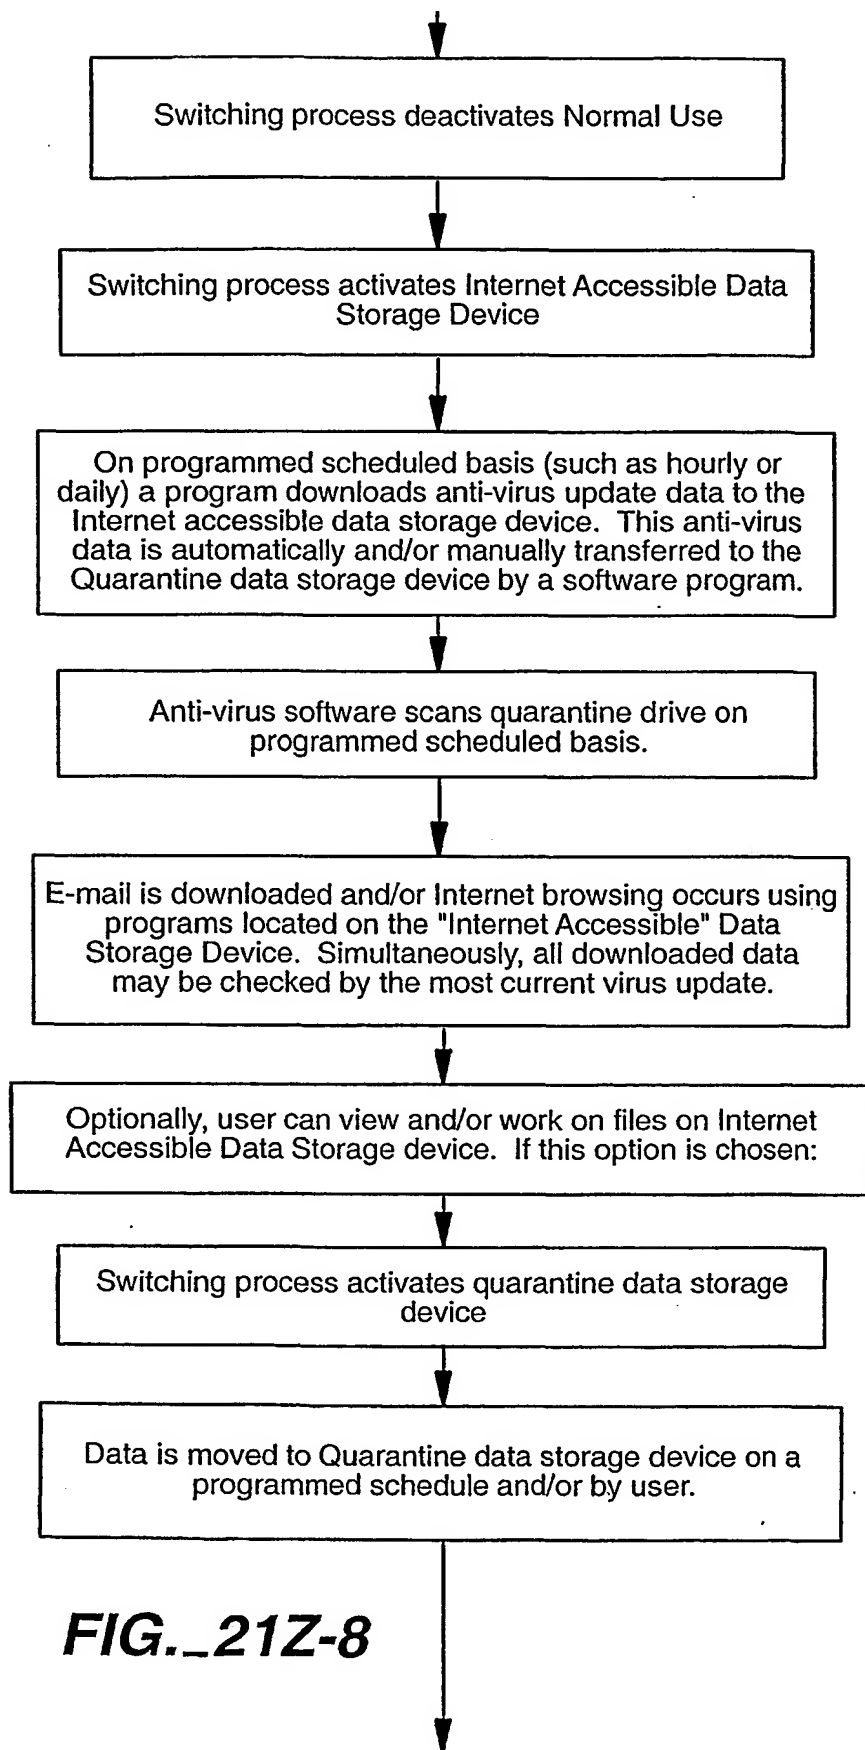 Switching process deactivates Normal Use
Switching process activates Internet Accessible Data
Storage Device
On programmed scheduled basis (such as hourly or
daily) a program downloads anti-virus update data to the
Internet accessible data storage device. This anti-virus
data is automatically and/or manually transferred to the
Quarantine data storage device by a software program.
Anti-virus software scans quarantine drive on
programmed scheduled basis.
E-mail is downloaded and/or Internet browsing occurs using
programs located on the "Internet Accessible" Data
Storage Device. Simultaneously, all downloaded data
may be checked by the most current virus update.
Optionally, user can view and/or work on files on Internet
Accessible Data Storage device. If this option is chosen:
Switching process activates quarantine data storage
device
Data is moved to Quarantine data storage device on a
programmed schedule and/or by user.
FIG._21Z-8